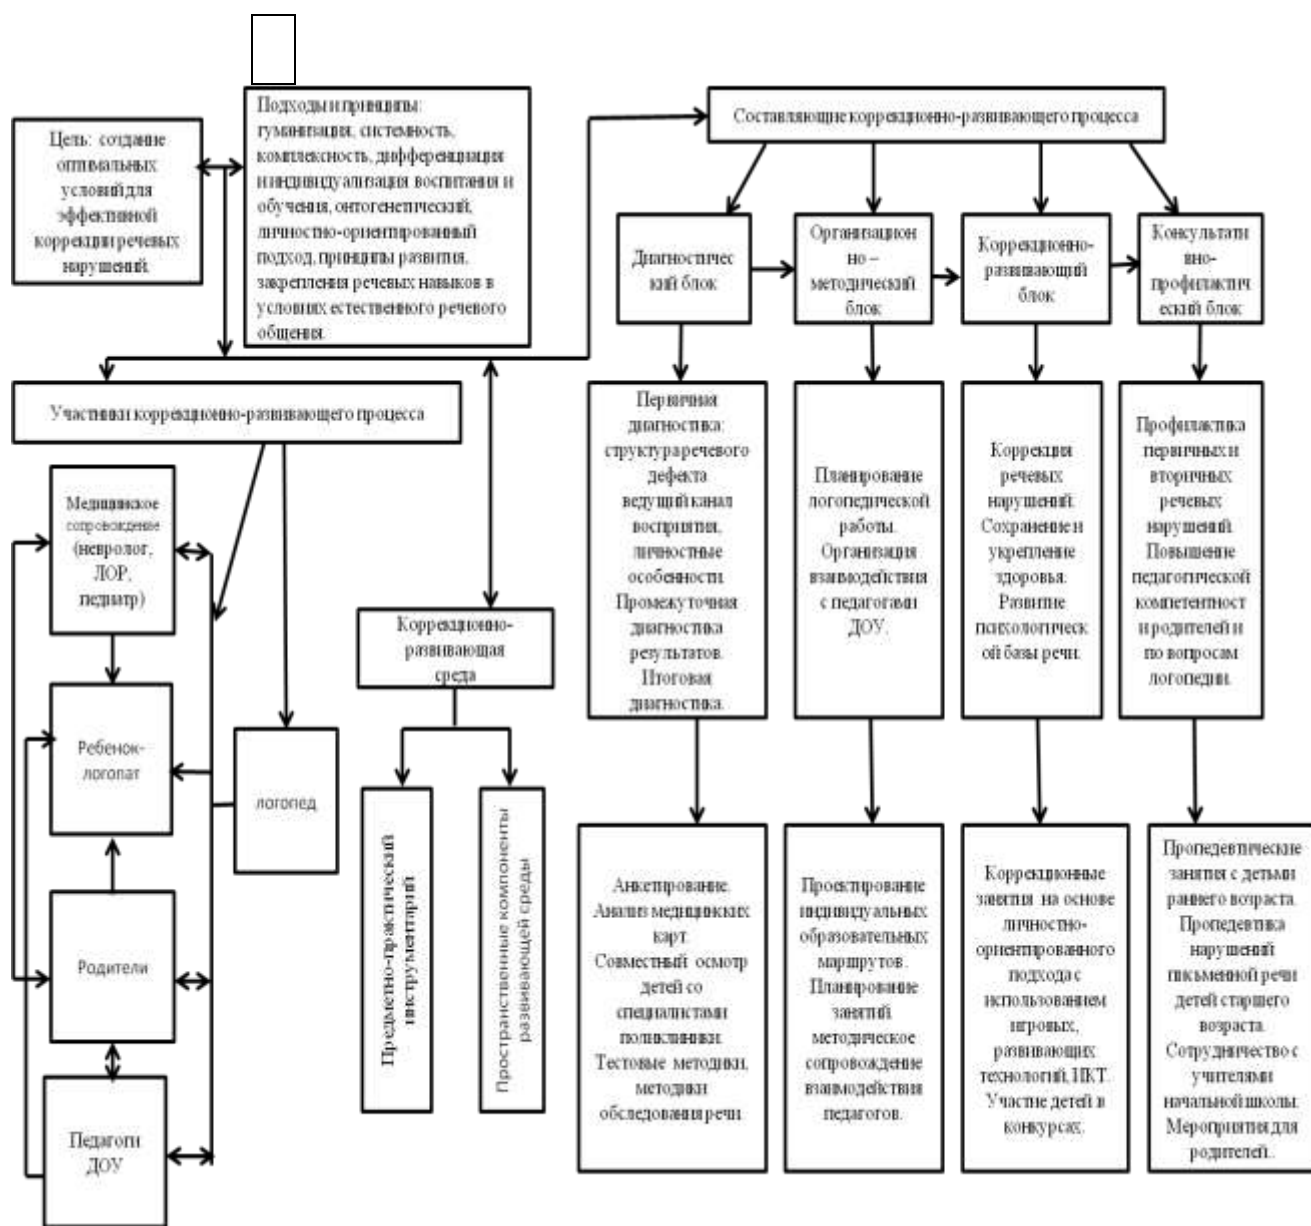 Цель: создание
оптимальных
условий для
эффективной
коррекции речевых
нарушений.
Подходы и принципы:
гуманизация, системность,
комплексность, дифференциация
и индивидуализация воспитания и
обучения, онтогенетический,
личностно-ориентированный
подход, принципы развития,
закрепления речевых навыков в
условиях естественного речевого
общения.
Составляющие коррекционно-развивающего процесса
Диагностичес
кий блок
Организацион
но –
методический
блок
Коррекционно-
развивающий
блок
Консультати
вно-
профилактич
еский блок
Участники коррекционно-развивающего процесса
Медицинское
сопровождение
(невролог,
ЛОР,
педиатр)
Ребенок-
логопат
Родители
Педагоги
ДОУ
логопед
Коррекционно-
развивающая
среда
Предметно-практический
инструментарий
Пространственные компоненты
развивающей среды
Первичная
диагностика:
структура речевого
дефекта
ведущий канал
восприятия,
личностные
особенности.
Промежуточная
диагностика
результатов.
Итоговая
диагностика.
Планирование
логопедической
работы.
Организация
взаимодействия
с педагогами
ДОУ.
Коррекция
речевых
нарушений.
Сохранение и
укрепление
здоровья.
Развитие
психологическ
ой базы речи.
Профилактика
первичных и
вторичных
речевых
нарушений.
Повышение
педагогической
компетентност
и родителей и
по вопросам
логопедии.
Анкетирование.
Анализ медицинских
карт.
Совместный осмотр
детей со
специалистами
поликлиники.
Тестовые методики,
методики
обследования речи.
Проектирование
индивидуальных
образовательных
маршрутов.
Планирование
занятий,
методическое
сопровождение
взаимодействия
педагогов.
Коррекционные
занятия на основе
личностно-
ориентированного
подхода с
использованием
игровых,
развивающих
технологий, ИКТ.
Участие детей в
конкурсах.
Пропедевтические
занятия с детьми
раннего возраста.
Пропедевтика
нарушений
письменной речи
детей старшего
возраста.
Сотрудничество с
учителями
начальной школы.
Мероприятия для
родителей..